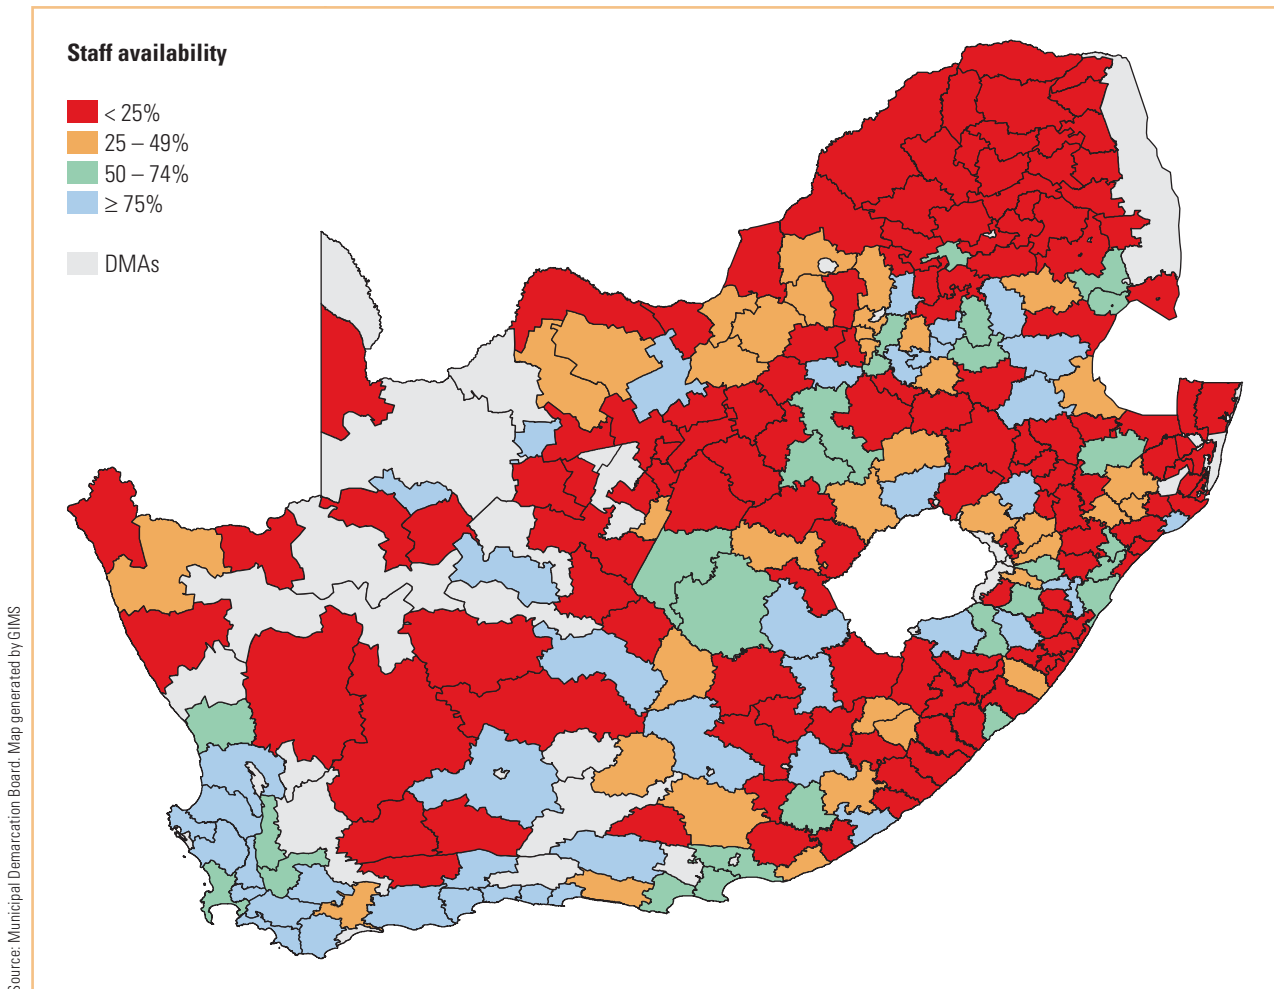 Staff availability
< 25%
25 – 49%
50 – 74%
≥ 75%
DMAs
Source: Municipal Demarcation Board. Map generated by GIMS